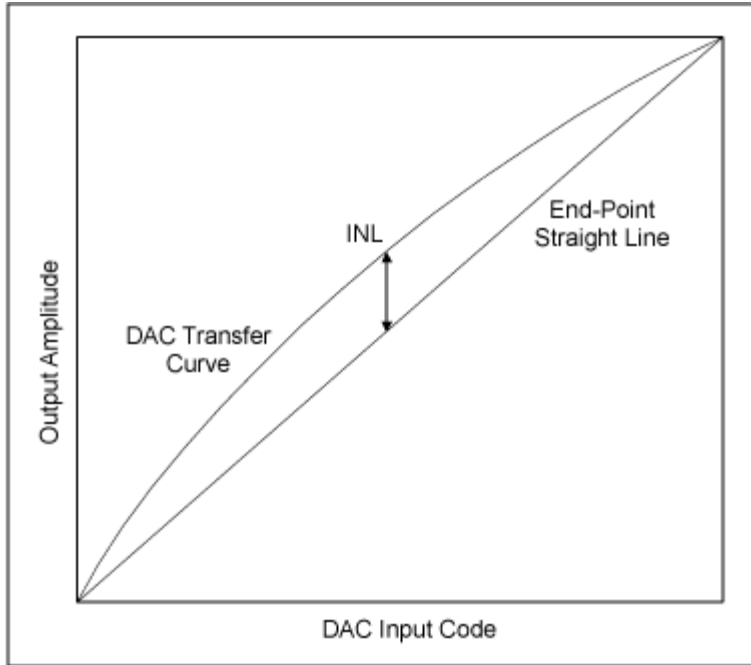 INL
End-Point
Straight Line
DAC Transfer
Curve
Output Amplitude
DAC Input Code